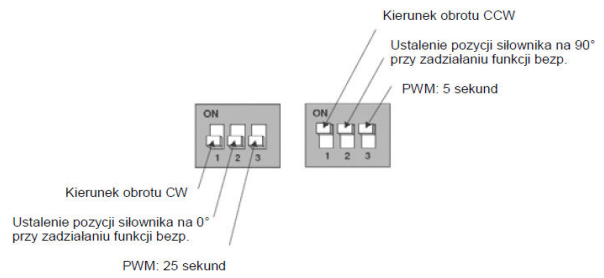 Kierunek obrotu CCW
Ustalenie pozycji siłownika na 90°
przy zadziałaniu funkcji bezp.
PWM: 5 sekund
ON
1 2 3
ON
1 2 3
Kierunek obrotu CW
Ustalenie pozycji siłownika na 0°
przy zadziałaniu funkcji bezp.
PWM: 25 sekund